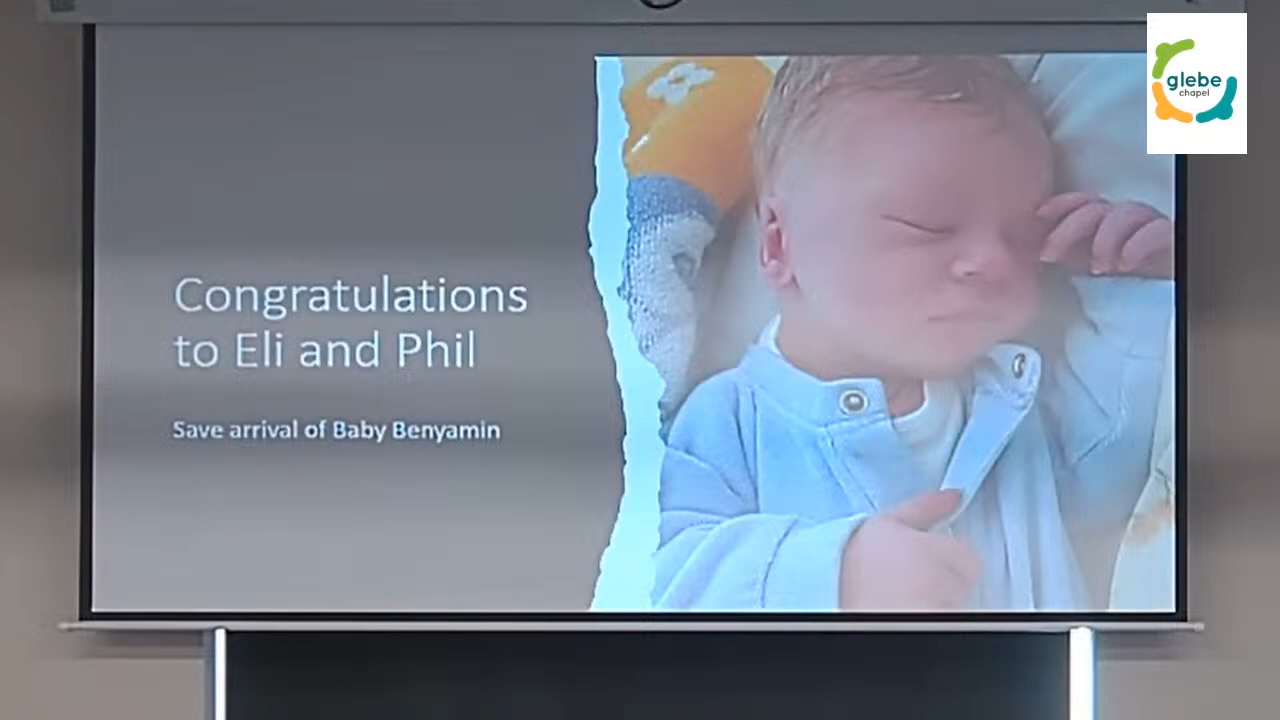 Congratulations
to Eli and Phil
Save arrival of Baby Benyamin
glebe
chapel